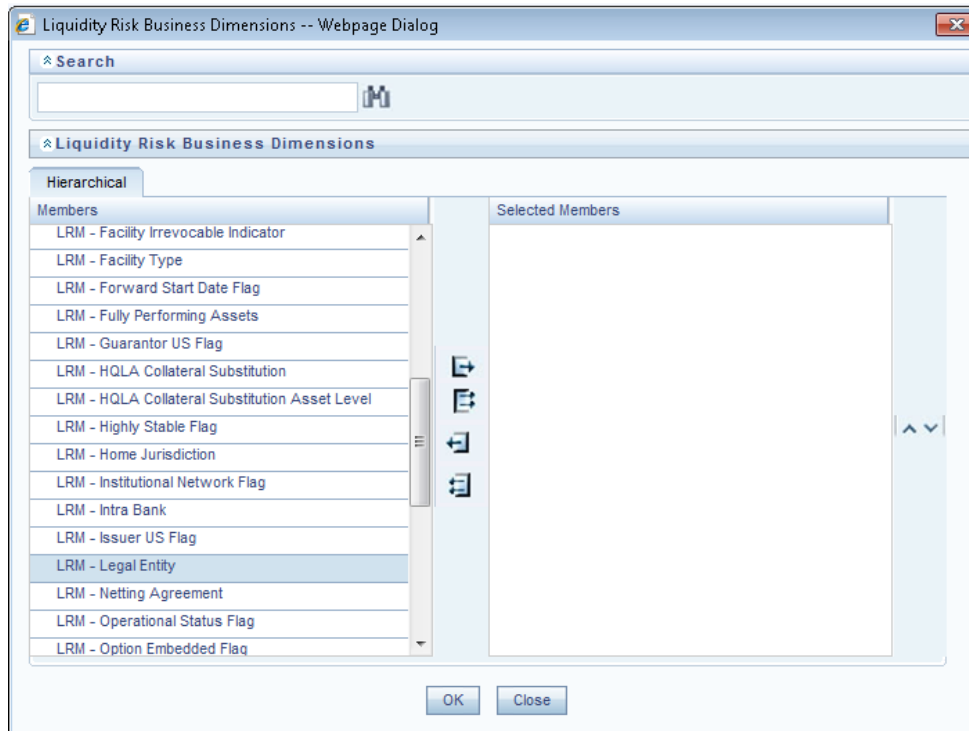 Liquidity Risk Business Dimensions -- Webpage Dialog
Search
Liquidity Risk Business Dimensions
Hierarchical
Members
Selected Members
LRM - Facility Irrevocable Indicator
LRM - Facility Type
LRM - Forward Start Date Flag
LRM - Fully Performing Assets
LRM - Guarantor US Flag
LRM - HQLA Collateral Substitution
LRM - HQLA Collateral Substitution Asset Level
LRM - Highly Stable Flag
LRM - Home Jurisdiction
LRM - Institutional Network Flag
LRM - Intra Bank
LRM - Issuer US Flag
LRM - Legal Entity
LRM - Netting Agreement
LRM - Operational Status Flag
LRM - Option Embedded Flag
OK
Close